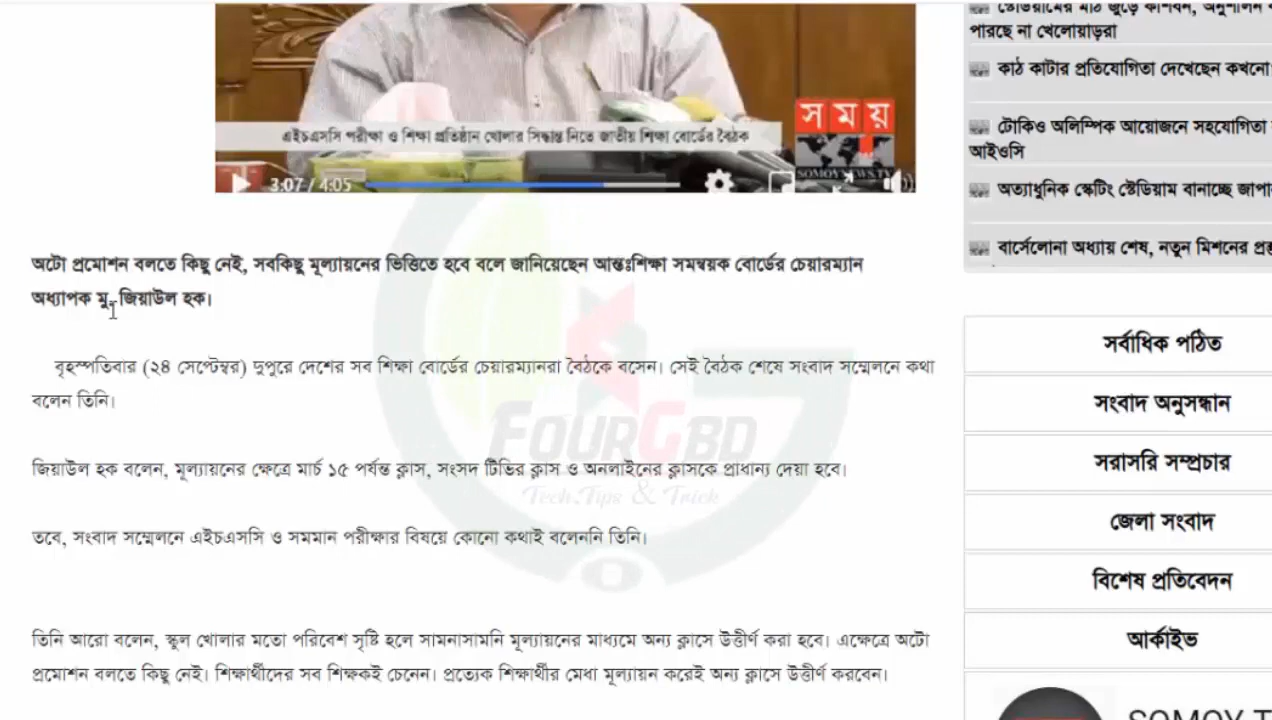 স্টেডিয়ামের মাঠ জুড়ে কাশবন, অনুশীলন
পারছে না খেলোয়াড়রা
কাঠ কাটার প্রতিযোগিতা দেখেছেন কখনো
টোকিও অলিম্পিক আয়োজনে সহযোগিতা
আইওসি
অত্যাধুনিক স্কেটিং স্টেডিয়াম বানাচ্ছে
বার্সেলোনা অধ্যায় শেষ, নতুন মিশনের
সময়
এইচএসসি পরীক্ষা ও শিক্ষা প্রতিষ্ঠান খোলার সিদ্ধান্ত নিতে জাতীয় শিক্ষা বোর্ডের বৈঠক
SOMOYNEWS.TV
3:07 / 4:05
অটো প্রমোশন বলতে কিছু নেই, সবকিছু মূল্যায়নের ভিত্তিতে হবে বলে জানিয়েছেন আন্তঃশিক্ষা সমন্বয়ক বোর্ডের চেয়ারম্যান
অধ্যাপক মু. জিয়াউল হক।
বৃহস্পতিবার (২৪ সেপ্টেম্বর) দুপুরে দেশের সব শিক্ষা বোর্ডের চেয়ারম্যানরা বৈঠকে বসেন। সেই বৈঠক শেষে সংবাদ সম্মেলনে কথা
বলেন তিনি।
জিয়াউল হক বলেন, মূল্যায়নের ক্ষেত্রে মার্চ ১৫ পর্যন্ত ক্লাস, সংসদ টিভির ক্লাস ও অনলাইনের ক্লাসকে প্রাধান্য দেয়া হবে।
তবে, সংবাদ সম্মেলনে এইচএসসি ও সমমান পরীক্ষার বিষয়ে কোনো কথাই বলেননি তিনি।
তিনি আরো বলেন, স্কুল খোলার মতো পরিবেশ সৃষ্টি হলে সামনাসামনি মূল্যায়নের মাধ্যমে অন্য ক্লাসে উত্তীর্ণ করা হবে। এক্ষেত্রে অটো
প্রমোশন বলতে কিছু নেই। শিক্ষার্থীদের সব শিক্ষকই চেনেন। প্রত্যেক শিক্ষার্থীর মেধা মূল্যায়ন করেই অন্য ক্লাসে উত্তীর্ণ করবেন।
FOURGBD
Tech.Tips & Trick
সর্বাধিক পঠিত
সংবাদ অনুসন্ধান
সরাসরি সম্প্রচার
জেলা সংবাদ
বিশেষ প্রতিবেদন
আর্কাইভ
SOMOY T